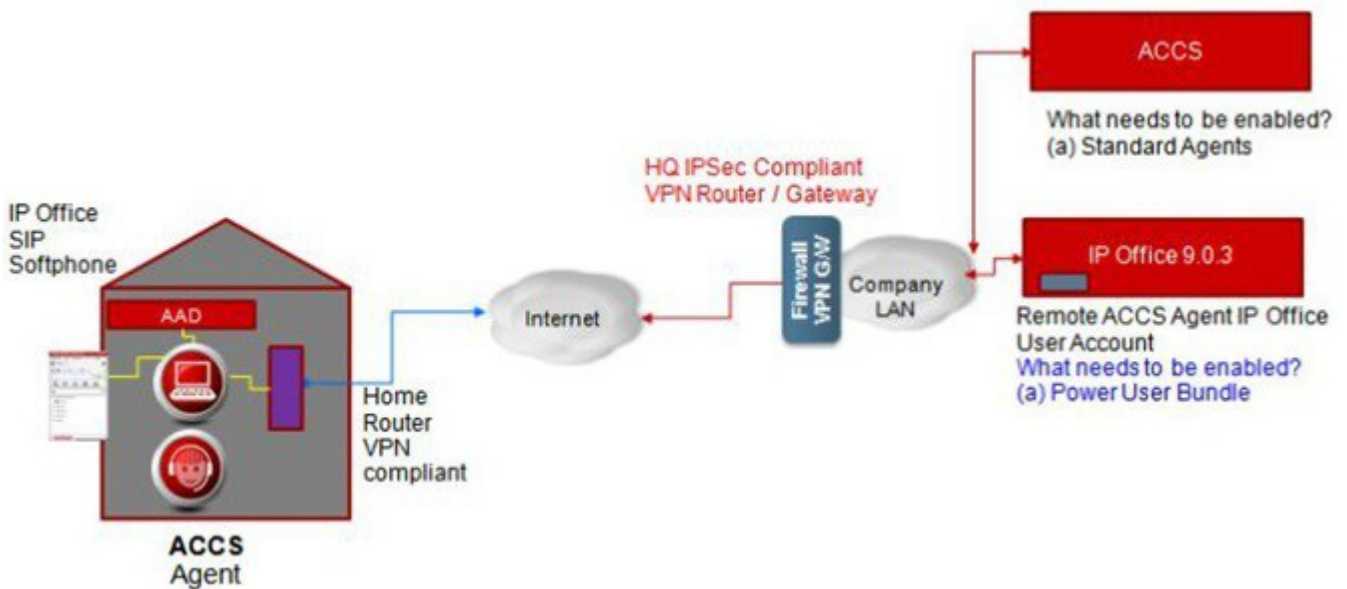 IP Office
SIP
Softphone
AAD
Home
Router
VPN
compliant
ACCS
Agent
Internet
HQ IPSec Compliant
VPN Router / Gateway
Firewall
VPN G/W
Company
LAN
ACCS
What needs to be enabled?
(a) Standard Agents
IP Office 9.0.3
Remote ACCS Agent IP Office
User Account
What needs to be enabled?
(a) Power User Bundle